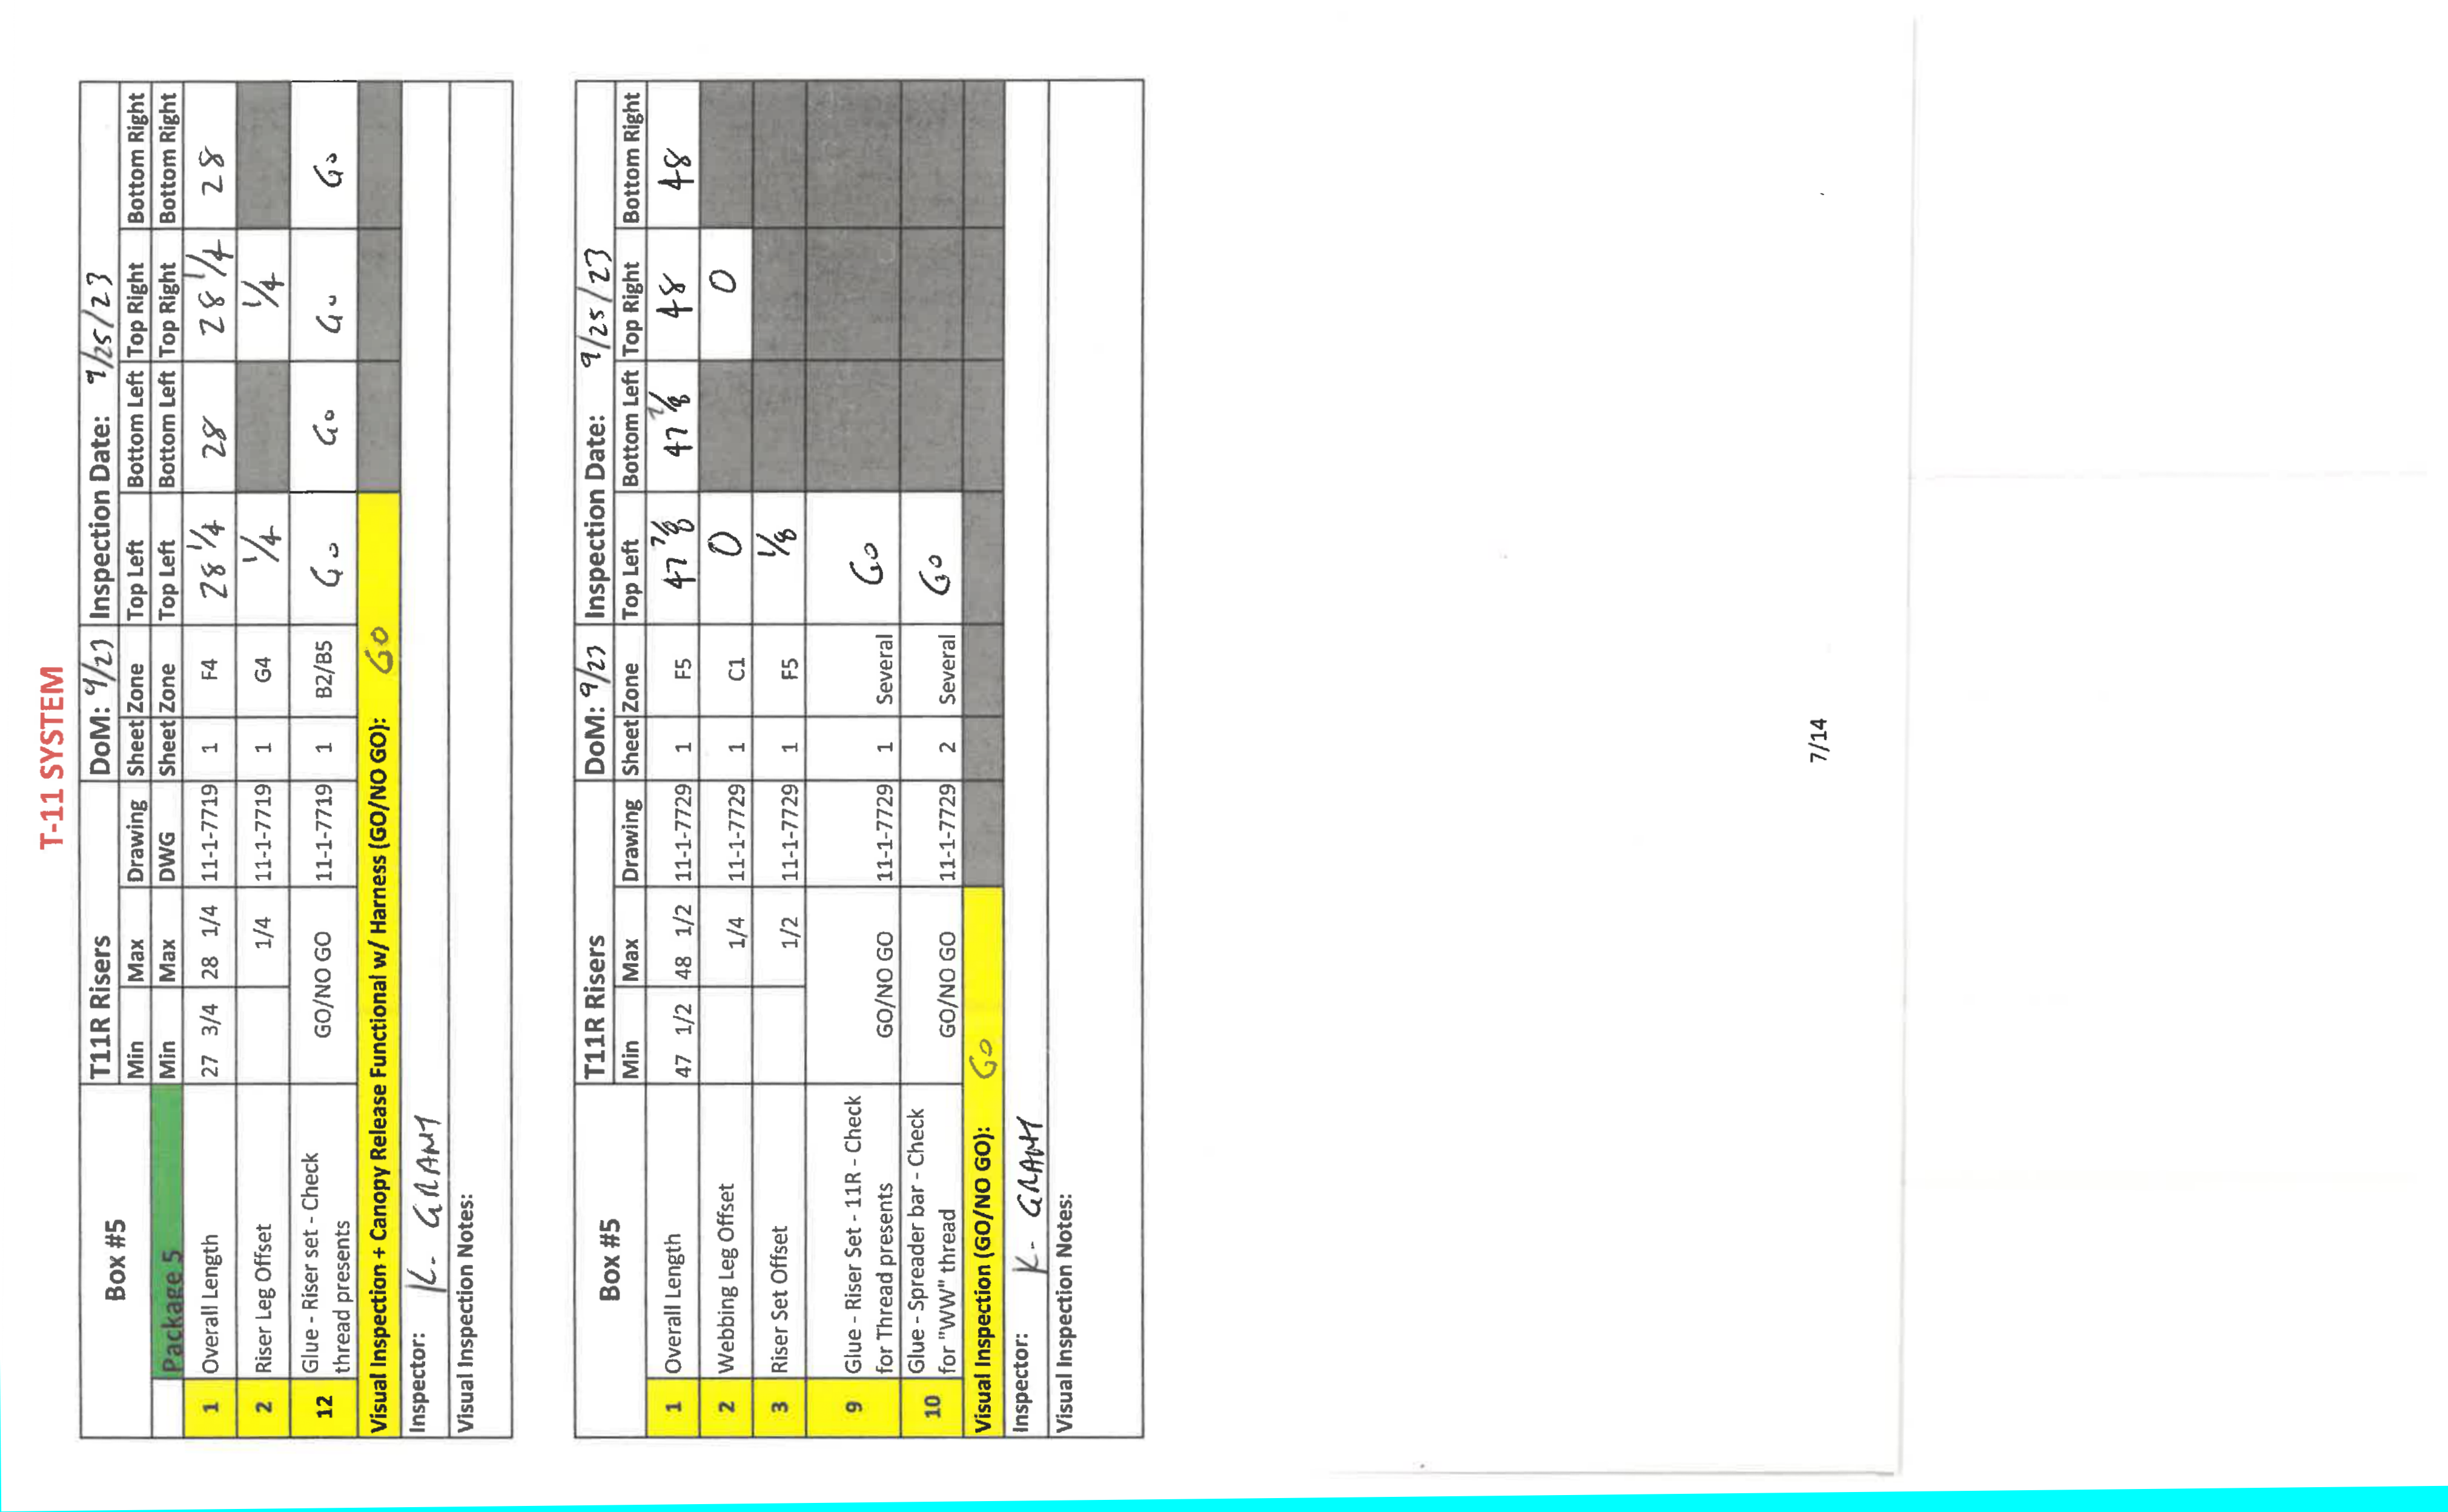 T-11 SYSTEM
Box #5 T11R Risers DoM: 9/23 Inspection Date: 9/25/23
Min Max Drawing Sheet Zone Top Left Bottom Left Top Right Bottom Right
Package 5 Min Max DWG Sheet Zone Top Left Bottom Left Top Right Bottom Right
1 Overall Length 27 3/4 28 1/4 11-1-7719 1 F4 28 1/4 28 28 1/4 28
2 Riser Leg Offset 1/4 11-1-7719 1 G4 1/4 1/4
12 Glue - Riser set - Check
thread presents GO/NO GO 11-1-7719 1 B2/B5 Go Go Go Go
Visual Inspection + Canopy Release Functional w/ Harness (GO/NO GO): GO
Inspector: K- GRANT
Visual Inspection Notes:
Box #5 T11R Risers DoM: 9/23 Inspection Date: 9/25/23
Min Max Drawing Sheet Zone Top Left Bottom Left Top Right Bottom Right
1 Overall Length 47 1/2 48 1/2 11-1-7729 1 F5 47 7/8 47 7/8 48 48
2 Webbing Leg Offset 1/4 11-1-7729 1 C1 0 0
3 Riser Set Offset 1/2 11-1-7729 1 F5 1/8
9 Glue - Riser Set - 11R - Check
for Thread presents GO/NO GO 11-1-7729 1 Several Go
10 Glue - Spreader bar - Check
for "WW" thread GO/NO GO 11-1-7729 2 Several Go
Visual Inspection (GO/NO GO): Go
Inspector: K- GRANT
Visual Inspection Notes:
7/14